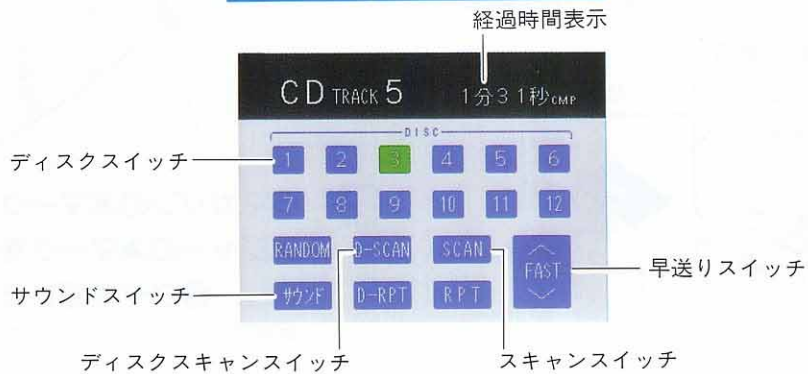 経過時間表示
CD TRACK 5 1分31秒CMP
DISC
ディスクスイッチ
1 2 3 4 5 6
7 8 9 10 11 12
RANDOM D-SCAN SCAN FAST
早送りスイッチ
サウンドスイッチ
サウンド D-RPT RPT
ディスクスキャンスイッチ
スキャンスイッチ